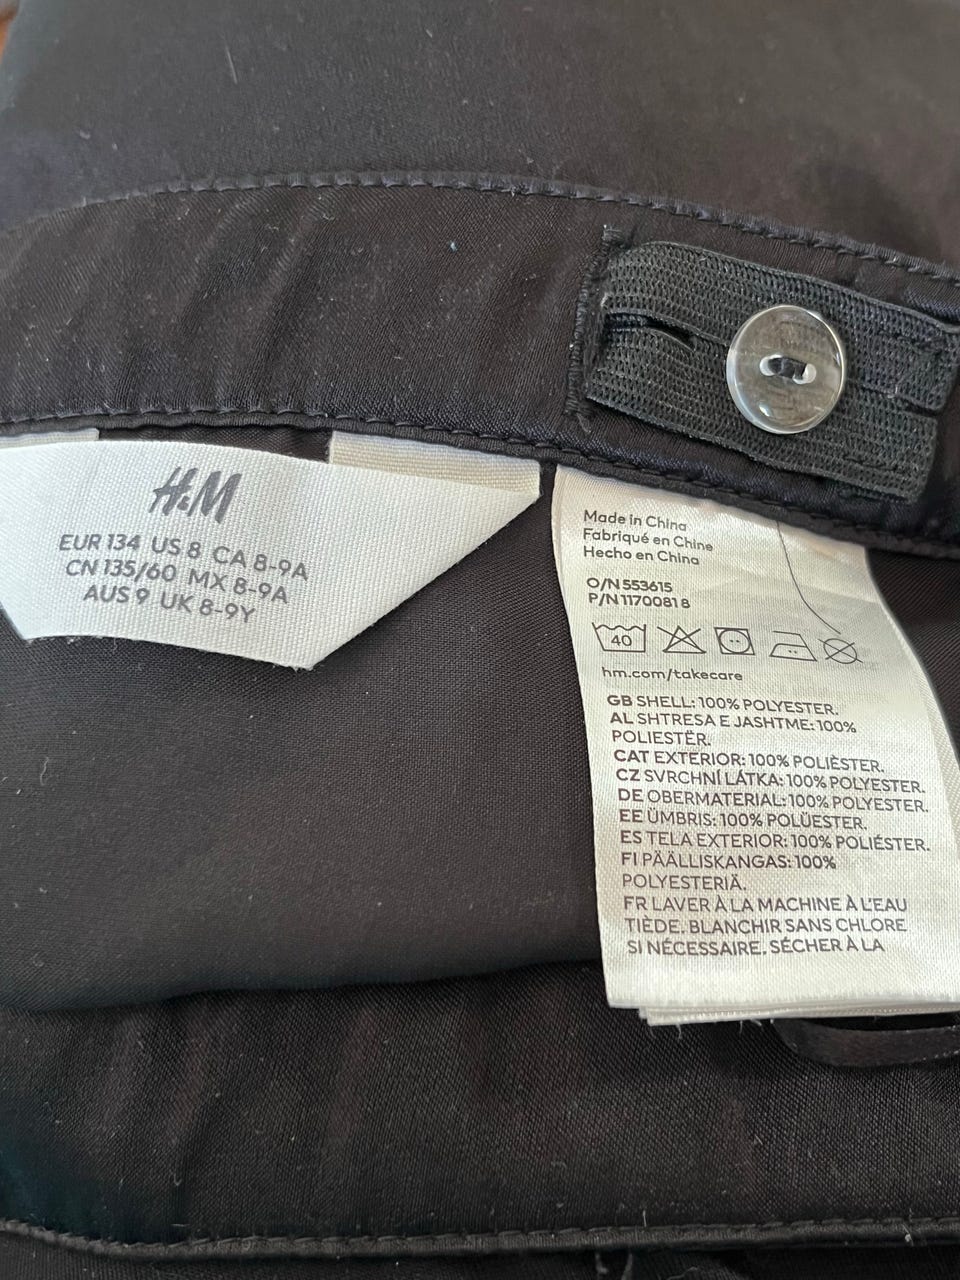 H&M
EUR 134 US 8 CA 8-9A
CN 135/60 MX 8-9A
AUS 9 UK 8-9Y
Made in China
Fabriqué en Chine
Hecho en China
O/N 553615
P/N 1170081 8
40
hm.com/takecare
GB SHELL: 100% POLYESTER.
AL SHTRESA E JASHTME: 100%
POLIESTËR.
CAT EXTERIOR: 100% POLIÈSTER.
CZ SVRCHNÍ LÁTKA: 100% POLYESTER.
DE OBERMATERIAL: 100% POLYESTER.
EE ÜMBRIS: 100% POLÜESTER.
ES TELA EXTERIOR: 100% POLIÉSTER.
FI PÄÄLLISKANGAS: 100%
POLYESTERIÄ.
FR LAVER À LA MACHINE À L'EAU
TIÈDE. BLANCHIR SANS CHLORE
SI NÉCESSAIRE. SÉCHER À LA